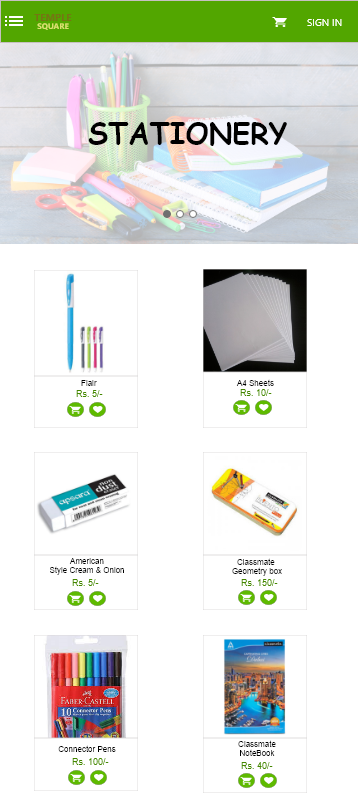 TEMPLE
SQUARE
SIGN IN
STATIONERY
Flair
Rs. 5/-
A4 Sheets
Rs. 10/-
apsara
non
dust
American
Style Cream & Onion
Rs. 5/-
Classmate
Geometry box
Rs. 150/-
FABER-CASTELL
10 Connector Pens
Connector Pens
Rs. 100/-
Classmate
NoteBook
Rs. 40/-